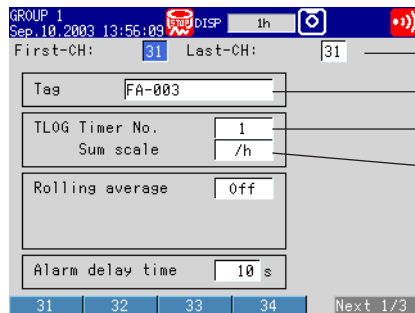 GROUP 1
Sep.10.2003 13:56:09 STOP DISP 1h
First-CH: 31 Last-CH: 31
Tag FA-003
TLOG Timer No. 1
Sum scale /h
Rolling average Off
Alarm delay time 10 s
31 32 33 34 Next 1/3